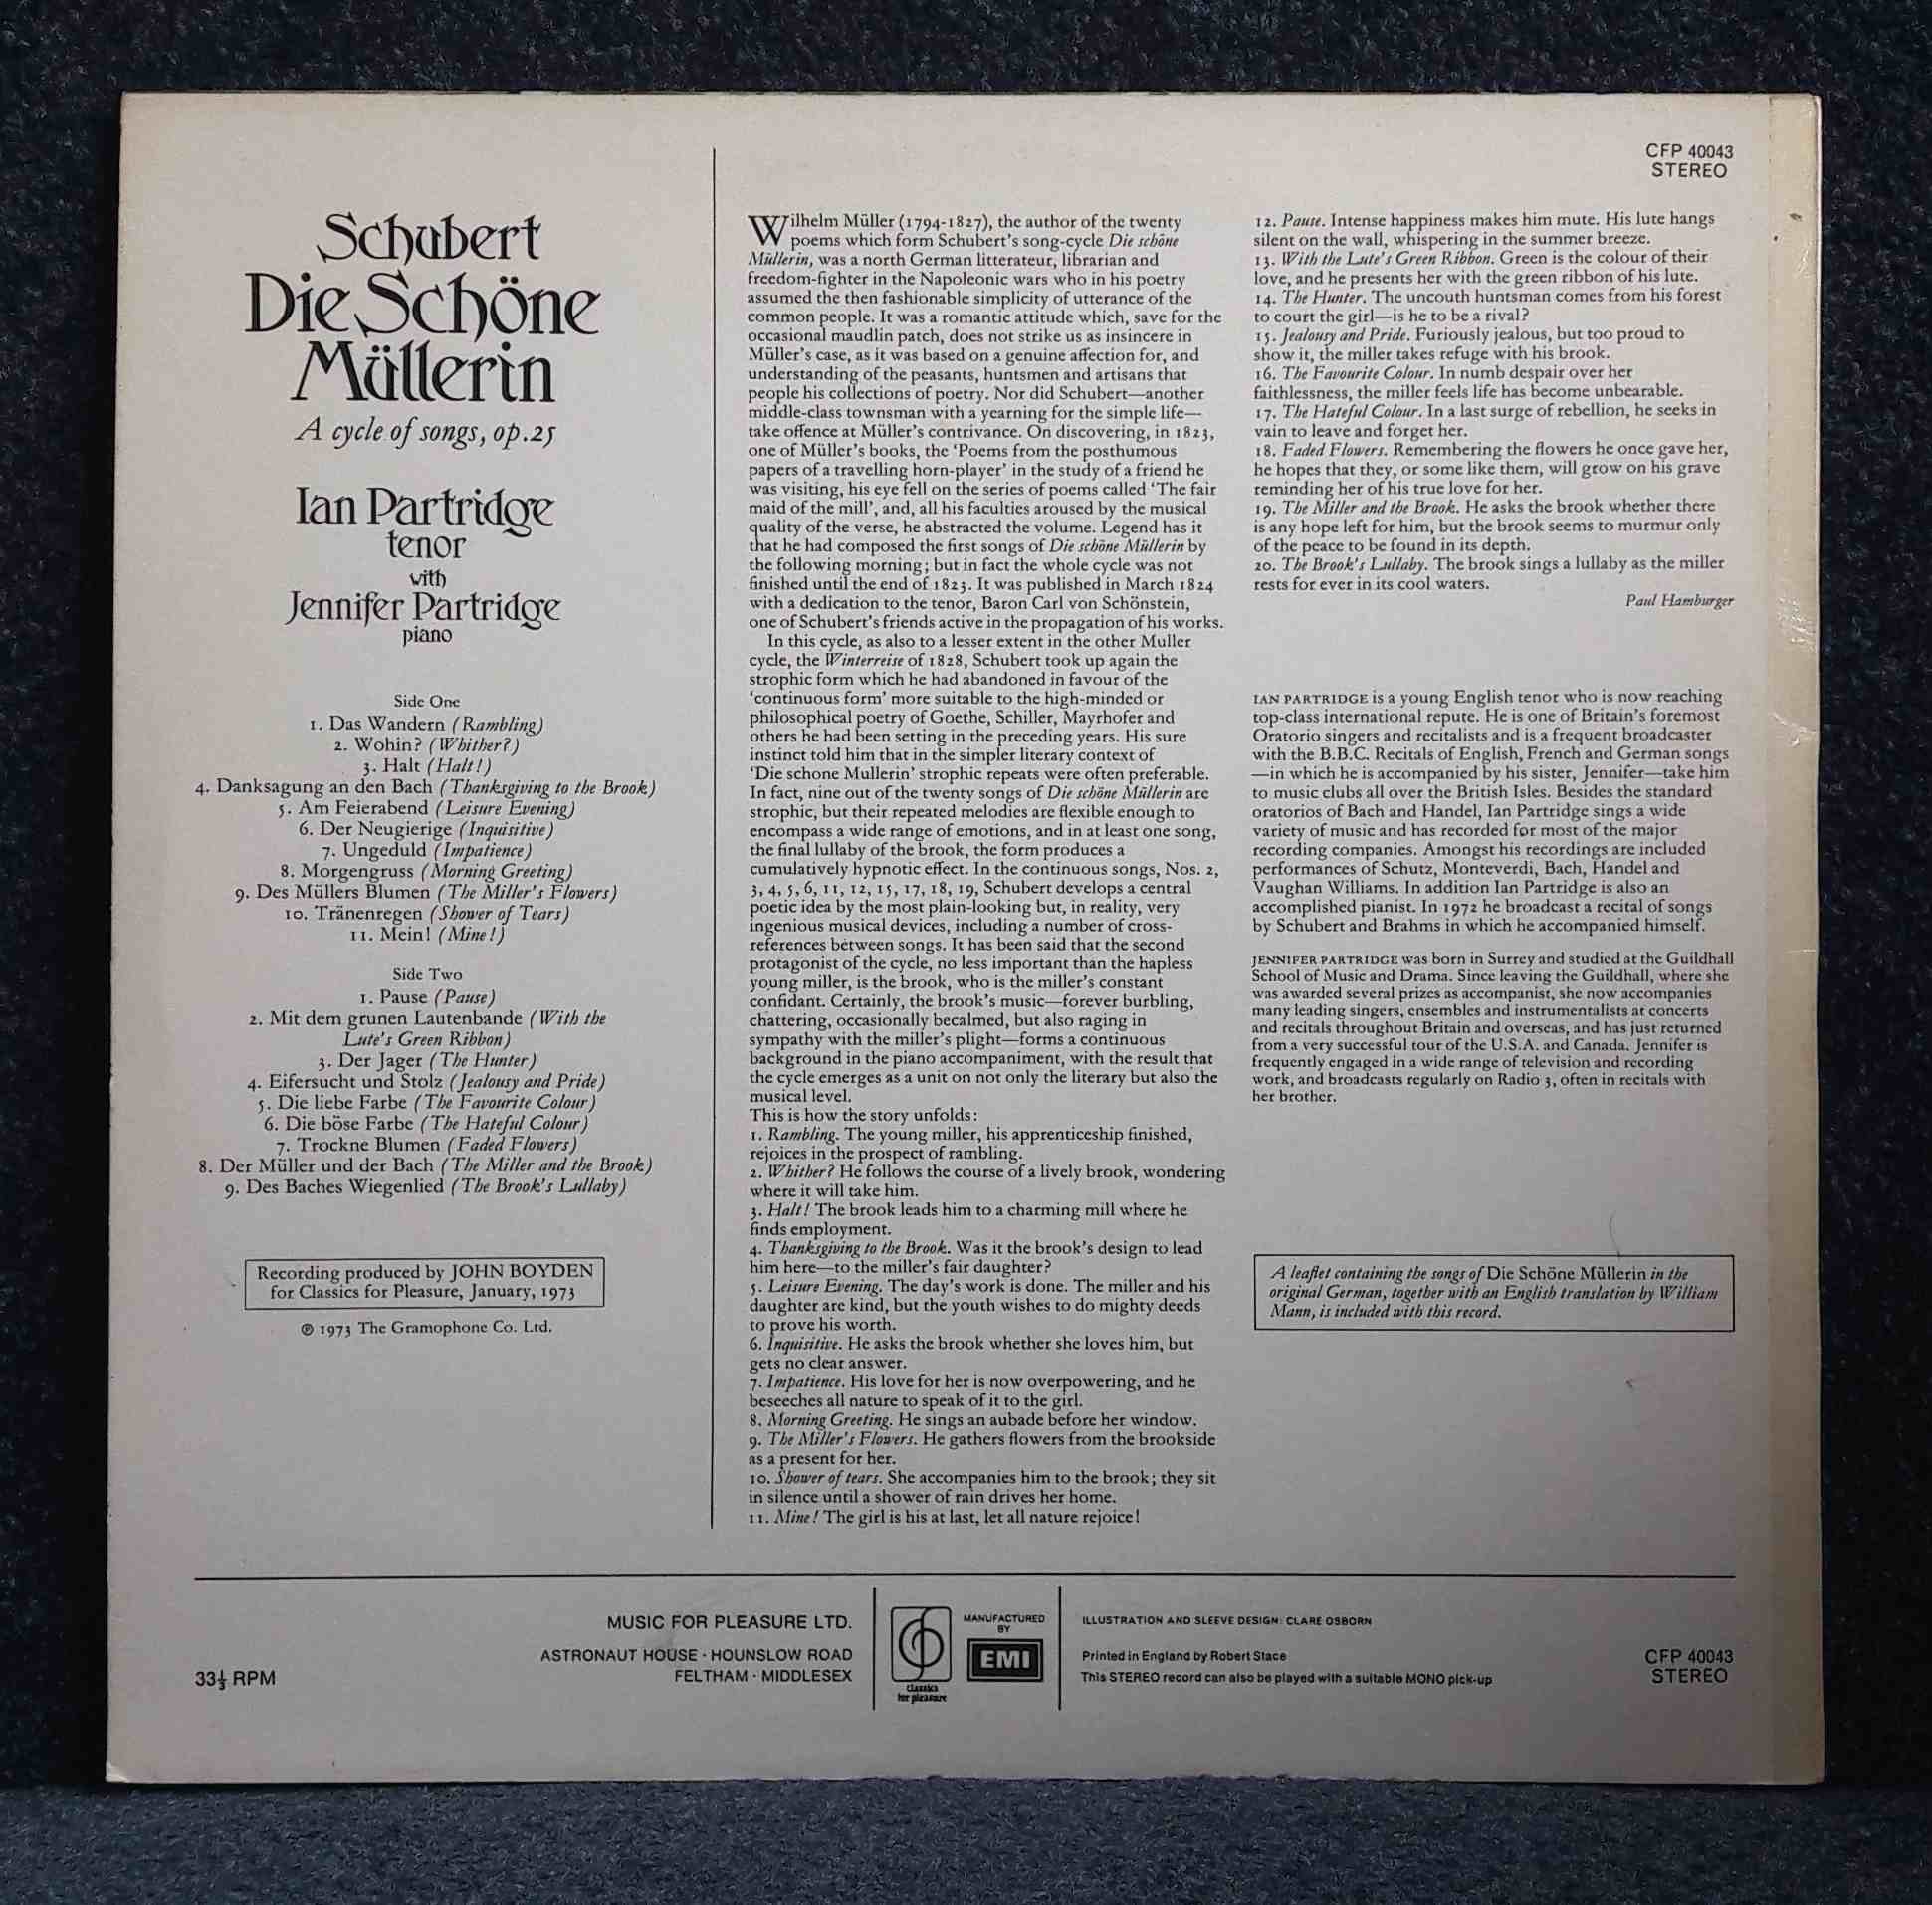 CFP 40043
STEREO
Schubert
Die Schöne
Müllerin
A cycle of songs, op.25
Ian Partridge
tenor
with
Jennifer Partridge
piano
Side One
1. Das Wandern (Rambling)
2. Wohin? (Whither?)
3. Halt (Halt!)
4. Danksagung an den Bach (Thanksgiving to the Brook)
5. Am Feierabend (Leisure Evening)
6. Der Neugierige (Inquisitive)
7. Ungeduld (Impatience)
8. Morgengruss (Morning Greeting)
9. Des Müllers Blumen (The Miller's Flowers)
10. Tränenregen (Shower of Tears)
11. Mein! (Mine!)
Side Two
1. Pause (Pause)
2. Mit dem grunen Lautenbande (With the
Lute's Green Ribbon)
3. Der Jager (The Hunter)
4. Eifersucht und Stolz (Jealousy and Pride)
5. Die liebe Farbe (The Favourite Colour)
6. Die böse Farbe (The Hateful Colour)
7. Trockne Blumen (Faded Flowers)
8. Der Müller und der Bach (The Miller and the Brook)
9. Des Baches Wiegenlied (The Brook's Lullaby)
Recording produced by JOHN BOYDEN
for Classics for Pleasure, January, 1973
℗ 1973 The Gramophone Co. Ltd.
Wilhelm Müller (1794-1827), the author of the twenty
poems which form Schubert's song-cycle Die schöne
Müllerin, was a north German litterateur, librarian and
freedom-fighter in the Napoleonic wars who in his poetry
assumed the then fashionable simplicity of utterance of the
common people. It was a romantic attitude which, save for the
occasional maudlin patch, does not strike us as insincere in
Müller's case, as it was based on a genuine affection for, and
understanding of the peasants, huntsmen and artisans that
people his collections of poetry. Nor did Schubert—another
middle-class townsman with a yearning for the simple life—
take offence at Müller's contrivance. On discovering, in 1823,
one of Müller's books, the 'Poems from the posthumous
papers of a travelling horn-player' in the study of a friend he
was visiting, his eye fell on the series of poems called 'The fair
maid of the mill', and, all his faculties aroused by the musical
quality of the verse, he abstracted the volume. Legend has it
that he had composed the first songs of Die schöne Müllerin by
the following morning; but in fact the whole cycle was not
finished until the end of 1823. It was published in March 1824
with a dedication to the tenor, Baron Carl von Schönstein,
one of Schubert's friends active in the propagation of his works.
In this cycle, as also to a lesser extent in the other Muller
cycle, the Winterreise of 1828, Schubert took up again the
strophic form which he had abandoned in favour of the
'continuous form' more suitable to the high-minded or
philosophical poetry of Goethe, Schiller, Mayrhofer and
others he had been setting in the preceding years. His sure
instinct told him that in the simpler literary context of
'Die schone Mullerin' strophic repeats were often preferable.
In fact, nine out of the twenty songs of Die schöne Müllerin are
strophic, but their repeated melodies are flexible enough to
encompass a wide range of emotions, and in at least one song,
the final lullaby of the brook, the form produces a
cumulatively hypnotic effect. In the continuous songs, Nos. 2,
3, 4, 5, 6, 11, 12, 15, 17, 18, 19, Schubert develops a central
poetic idea by the most plain-looking but, in reality, very
ingenious musical devices, including a number of cross-
references between songs. It has been said that the second
protagonist of the cycle, no less important than the hapless
young miller, is the brook, who is the miller's constant
confidant. Certainly, the brook's music—forever burbling,
chattering, occasionally becalmed, but also raging in
sympathy with the miller's plight—forms a continuous
background in the piano accompaniment, with the result that
the cycle emerges as a unit on not only the literary but also the
musical level.
This is how the story unfolds:
1. Rambling. The young miller, his apprenticeship finished,
rejoices in the prospect of rambling.
2. Whither? He follows the course of a lively brook, wondering
where it will take him.
3. Halt! The brook leads him to a charming mill where he
finds employment.
4. Thanksgiving to the Brook. Was it the brook's design to lead
him here—to the miller's fair daughter?
5. Leisure Evening. The day's work is done. The miller and his
daughter are kind, but the youth wishes to do mighty deeds
to prove his worth.
6. Inquisitive. He asks the brook whether she loves him, but
gets no clear answer.
7. Impatience. His love for her is now overpowering, and he
beseeches all nature to speak of it to the girl.
8. Morning Greeting. He sings an aubade before her window.
9. The Miller's Flowers. He gathers flowers from the brookside
as a present for her.
10. Shower of tears. She accompanies him to the brook; they sit
in silence until a shower of rain drives her home.
11. Mine! The girl is his at last, let all nature rejoice!
12. Pause. Intense happiness makes him mute. His lute hangs
silent on the wall, whispering in the summer breeze.
13. With the Lute's Green Ribbon. Green is the colour of their
love, and he presents her with the green ribbon of his lute.
14. The Hunter. The uncouth huntsman comes from his forest
to court the girl—is he to be a rival?
15. Jealousy and Pride. Furiously jealous, but too proud to
show it, the miller takes refuge with his brook.
16. The Favourite Colour. In numb despair over her
faithlessness, the miller feels life has become unbearable.
17. The Hateful Colour. In a last surge of rebellion, he seeks in
vain to leave and forget her.
18. Faded Flowers. Remembering the flowers he once gave her,
he hopes that they, or some like them, will grow on his grave
reminding her of his true love for her.
19. The Miller and the Brook. He asks the brook whether there
is any hope left for him, but the brook seems to murmur only
of the peace to be found in its depth.
20. The Brook's Lullaby. The brook sings a lullaby as the miller
rests for ever in its cool waters.
Paul Hamburger
IAN PARTRIDGE is a young English tenor who is now reaching
top-class international repute. He is one of Britain's foremost
Oratorio singers and recitalists and is a frequent broadcaster
with the B.B.C. Recitals of English, French and German songs
—in which he is accompanied by his sister, Jennifer—take him
to music clubs all over the British Isles. Besides the standard
oratorios of Bach and Handel, Ian Partridge sings a wide
variety of music and has recorded for most of the major
recording companies. Amongst his recordings are included
performances of Schutz, Monteverdi, Bach, Handel and
Vaughan Williams. In addition Ian Partridge is also an
accomplished pianist. In 1972 he broadcast a recital of songs
by Schubert and Brahms in which he accompanied himself.
JENNIFER PARTRIDGE was born in Surrey and studied at the Guildhall
School of Music and Drama. Since leaving the Guildhall, where she
was awarded several prizes as accompanist, she now accompanies
many leading singers, ensembles and instrumentalists at concerts
and recitals throughout Britain and overseas, and has just returned
from a very successful tour of the U.S.A. and Canada. Jennifer is
frequently engaged in a wide range of television and recording
work, and broadcasts regularly on Radio 3, often in recitals with
her brother.
A leaflet containing the songs of Die Schöne Müllerin in the
original German, together with an English translation by William
Mann, is included with this record.
33⅓ RPM
MUSIC FOR PLEASURE LTD.
ASTRONAUT HOUSE · HOUNSLOW ROAD
FELTHAM · MIDDLESEX
classics
for pleasure
MANUFACTURED
BY
EMI
ILLUSTRATION AND SLEEVE DESIGN: CLARE OSBORN
Printed in England by Robert Stace
This STEREO record can also be played with a suitable MONO pick-up
CFP 40043
STEREO